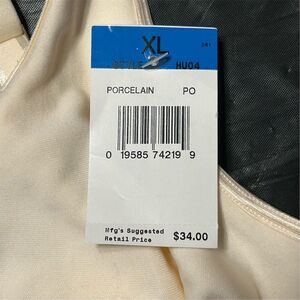 XL
HU04
PORCELAIN PO
0 19585 74219 9
Mfg's Suggested
Retail Price $34.00